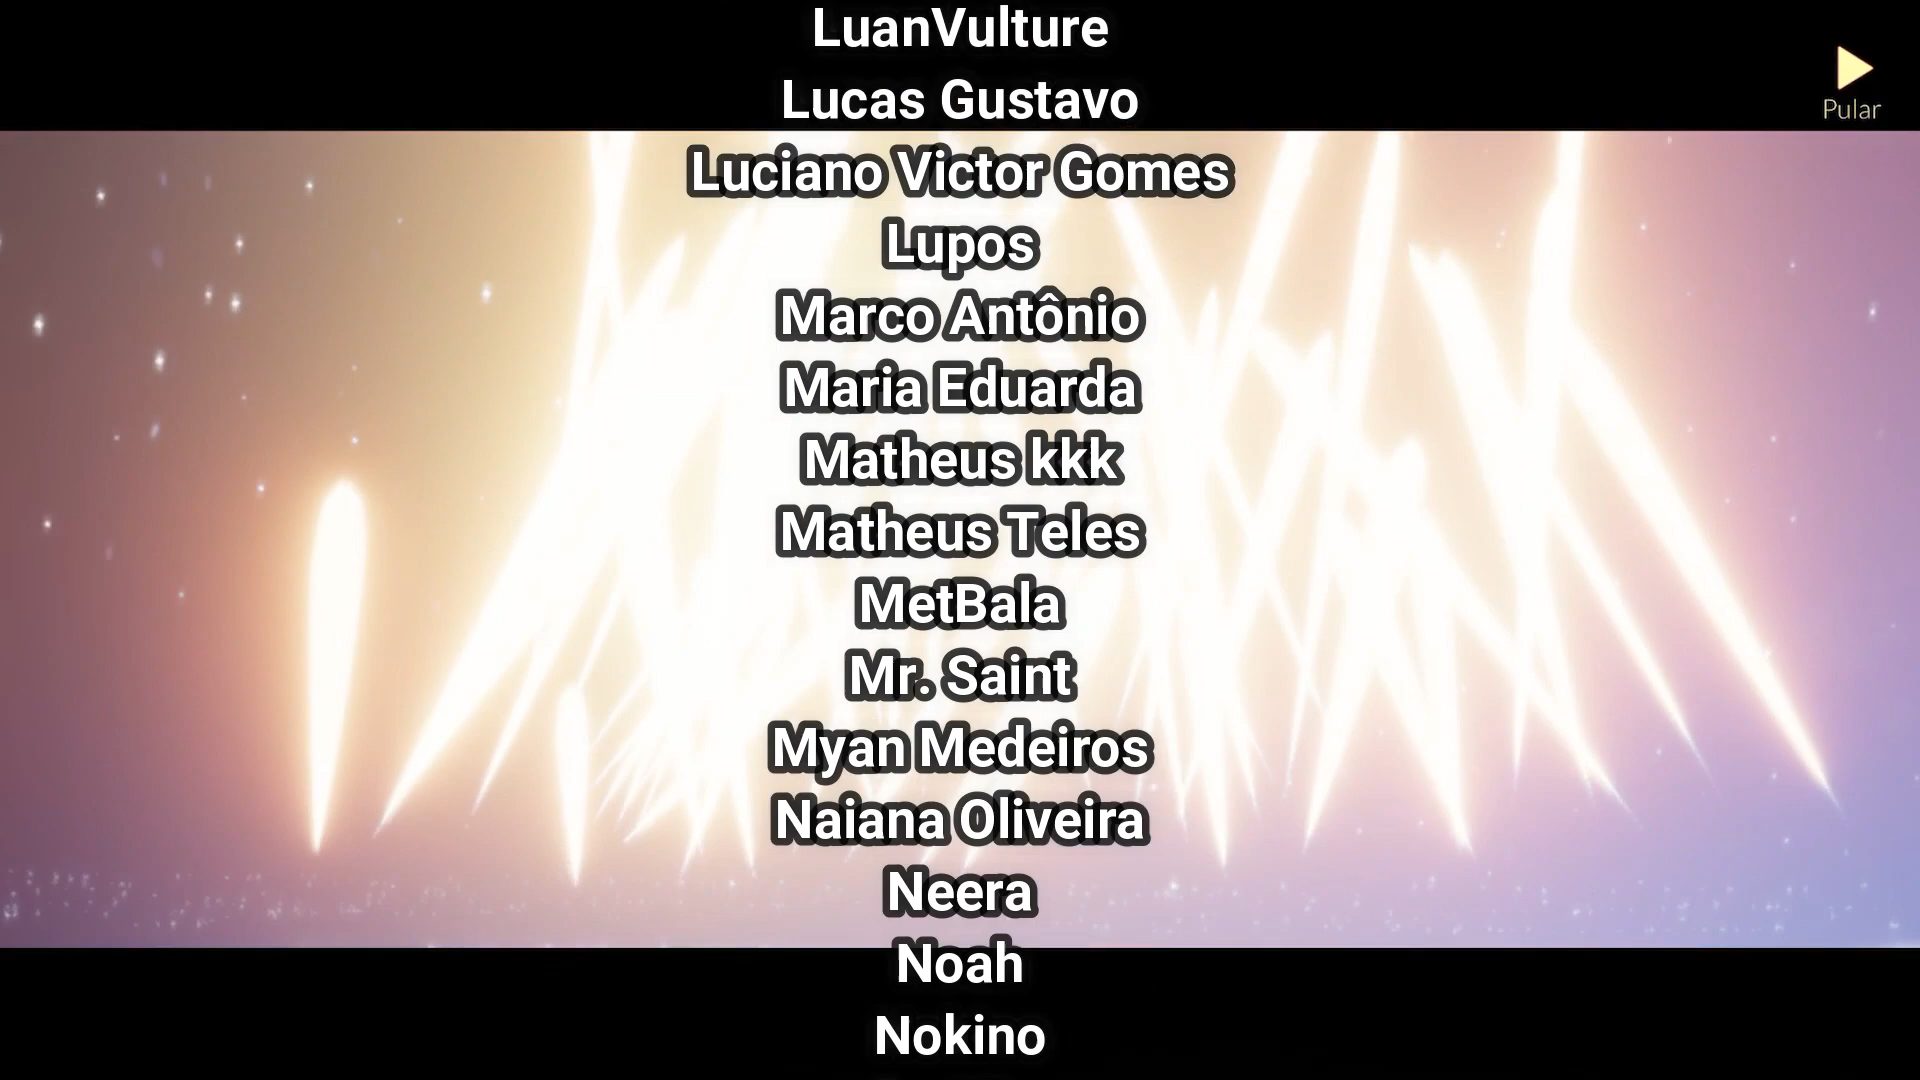 LuanVulture
Lucas Gustavo
Pular
Luciano Victor Gomes
Lupos
Marco Antônio
Maria Eduarda
Matheus kkk
Matheus Teles
MetBala
Mr. Saint
Myan Medeiros
Naiana Oliveira
Neera
Noah
Nokino